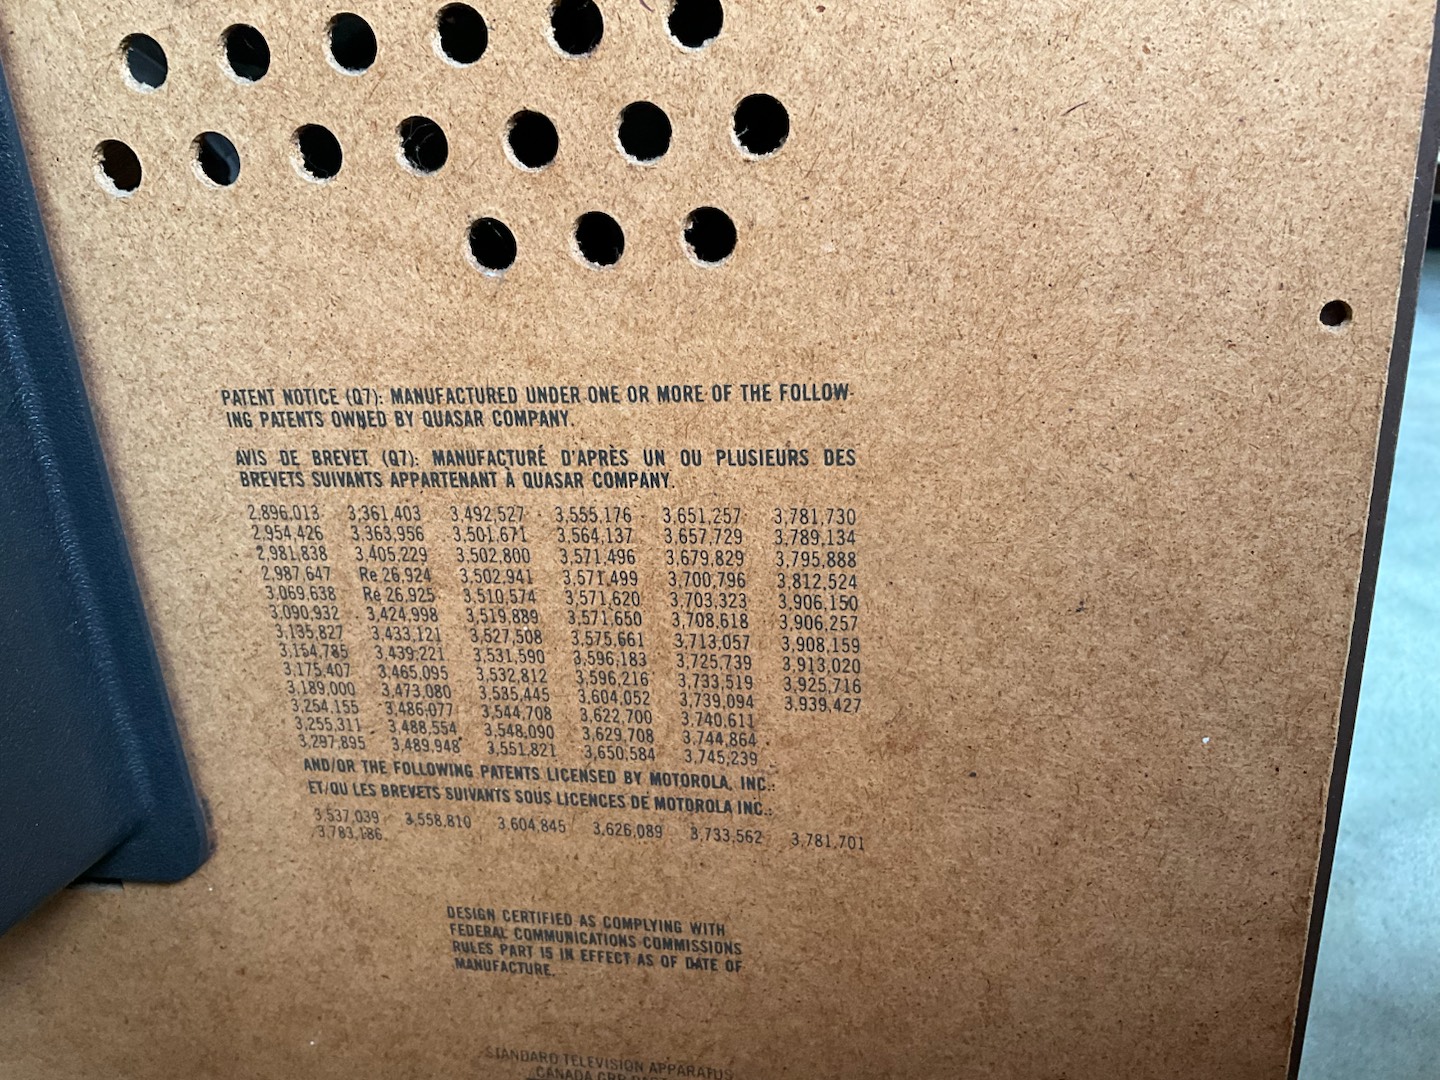 PATENT NOTICE (Q7): MANUFACTURED UNDER ONE OR MORE OF THE FOLLOW-
ING PATENTS OWNED BY QUASAR COMPANY.
AVIS DE BREVET (Q7): MANUFACTURÉ D'APRÈS UN OU PLUSIEURS DES
BREVETS SUIVANTS APPARTENANT À QUASAR COMPANY.
2,896,013 3,361,403 3,492,527 3,555,176 3,651,257 3,781,730
2,954,426 3,363,956 3,501,671 3,564,137 3,657,729 3,789,134
2,981,838 3,405,229 3,502,800 3,571,496 3,679,829 3,795,888
2,987,647 Re 26,924 3,502,941 3,571,499 3,700,796 3,812,524
3,069,638 Re 26,925 3,510,574 3,571,620 3,703,323 3,906,150
3,090,932 3,424,998 3,519,889 3,571,650 3,708,618 3,906,257
3,135,827 3,433,121 3,527,508 3,575,661 3,713,057 3,908,159
3,154,785 3,439,221 3,531,590 3,596,183 3,725,739 3,913,020
3,175,407 3,465,095 3,532,812 3,596,216 3,733,519 3,925,716
3,189,000 3,473,080 3,535,445 3,604,052 3,739,094 3,939,427
3,254,155 3,486,077 3,544,708 3,622,700 3,740,611
3,255,311 3,488,554 3,548,090 3,629,708 3,744,864
3,297,895 3,489,948 3,551,821 3,650,584 3,745,239
AND/OR THE FOLLOWING PATENTS LICENSED BY MOTOROLA, INC.:
ET/OU LES BREVETS SUIVANTS SOUS LICENCES DE MOTOROLA INC.:
3,537,039 3,558,810 3,604,845 3,626,089 3,733,562 3,781,701
3,783,186
DESIGN CERTIFIED AS COMPLYING WITH
FEDERAL COMMUNICATIONS COMMISSIONS
RULES PART 15 IN EFFECT AS OF DATE OF
MANUFACTURE.
STANDARD TELEVISION APPARATUS
CANADA